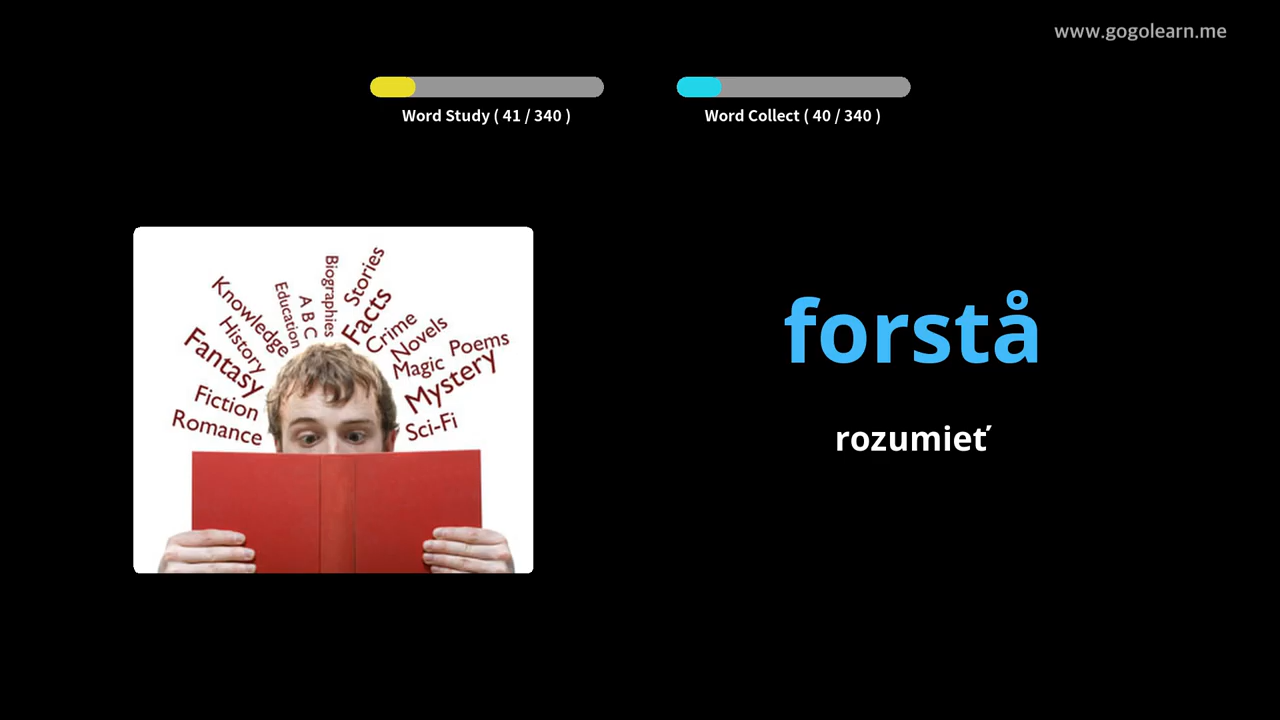 www.gogolearn.me
Word Study ( 41 / 340 )
Word Collect ( 40 / 340 )
Biographies
Stories
Education
A B C
Facts
Knowledge
Crime
History
Novels
Poems
Fantasy
Magic
Mystery
Fiction
Romance
Sci-Fi
forstå
rozumieť